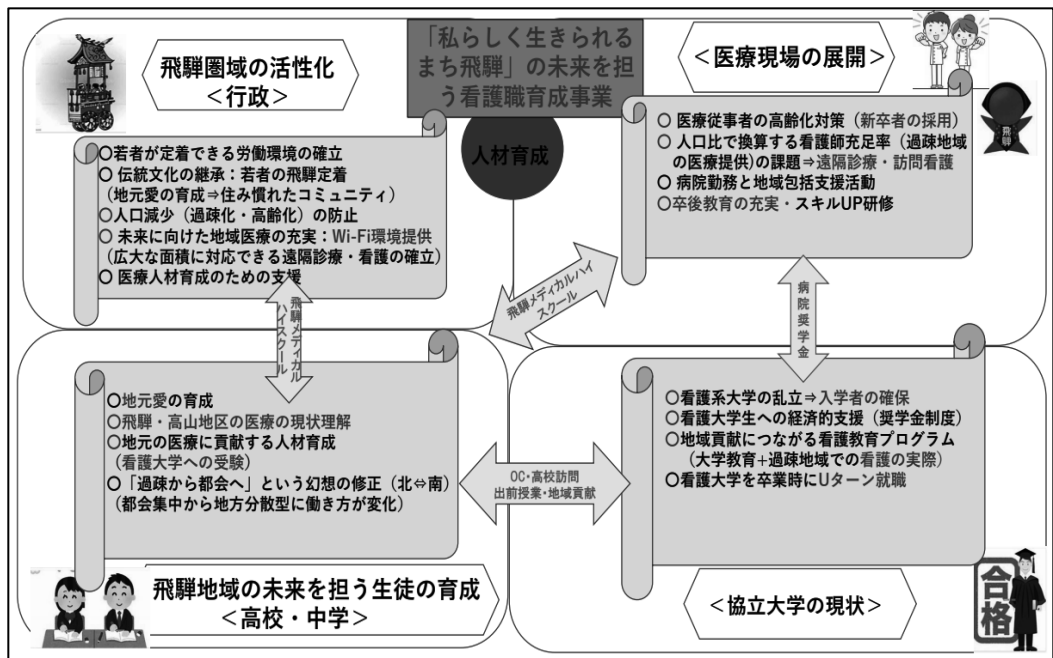 「私らしく生きられる
まち飛騨」の未来を担
う看護職育成事業
人材育成
飛騨圏域の活性化
＜行政＞
〇若者が定着できる労働環境の確立
〇 伝統文化の継承：若者の飛騨定着
（地元愛の育成⇒住み慣れたコミュニティ）
〇人口減少（過疎化・高齢化）の防止
〇 未来に向けた地域医療の充実：Wi-Fi環境提供
（広大な面積に対応できる遠隔診療・看護の確立）
〇 医療人材育成のための支援
＜医療現場の展開＞
〇 医療従事者の高齢化対策（新卒者の採用）
〇 人口比で換算する看護師充足率（過疎地域
の医療提供)の課題⇒遠隔診療・訪問看護
〇 病院勤務と地域包括支援活動
〇卒後教育の充実・スキルUP研修
飛騨メディカル
ハイスクール
飛騨メディカルハイ
スクール
病院奨学金
〇地元愛の育成
〇飛騨・高山地区の医療の現状理解
〇地元の医療に貢献する人材育成
（看護大学への受験）
〇「過疎から都会へ」という幻想の修正（北⇔南）
（都会集中から地方分散型に働き方が変化）
飛騨地域の未来を担う生徒の育成
＜高校・中学＞
OC・高校訪問
出前授業・地域貢献
〇看護系大学の乱立⇒入学者の確保
〇看護大学生への経済的支援（奨学金制度）
〇地域貢献につながる看護教育プログラム
（大学教育+過疎地域での看護の実際）
〇看護大学を卒業時にUターン就職
＜協立大学の現状＞
合格